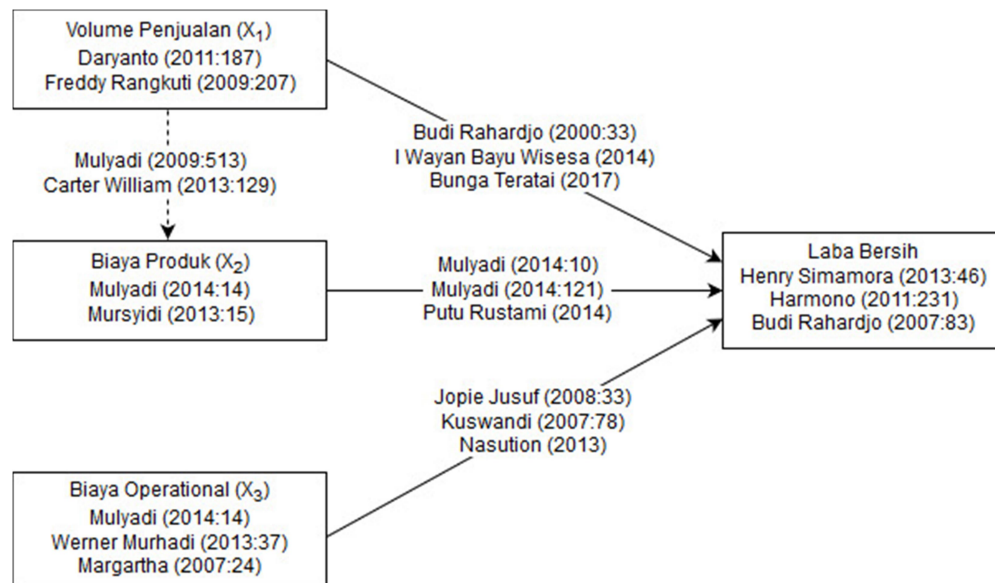 Volume Penjualan (X₁)
Daryanto (2011:187)
Freddy Rangkuti (2009:207)
Budi Rahardjo (2000:33)
I Wayan Bayu Wisesa (2014)
Bunga Teratai (2017)
Mulyadi (2009:513)
Carter William (2013:129)
Biaya Produk (X₂)
Mulyadi (2014:14)
Mursyidi (2013:15)
Mulyadi (2014:10)
Mulyadi (2014:121)
Putu Rustami (2014)
Laba Bersih
Henry Simamora (2013:46)
Harmono (2011:231)
Budi Rahardjo (2007:83)
Jopie Jusuf (2008:33)
Kuswandi (2007:78)
Nasution (2013)
Biaya Operational (X₃)
Mulyadi (2014:14)
Werner Murhadi (2013:37)
Margartha (2007:24)